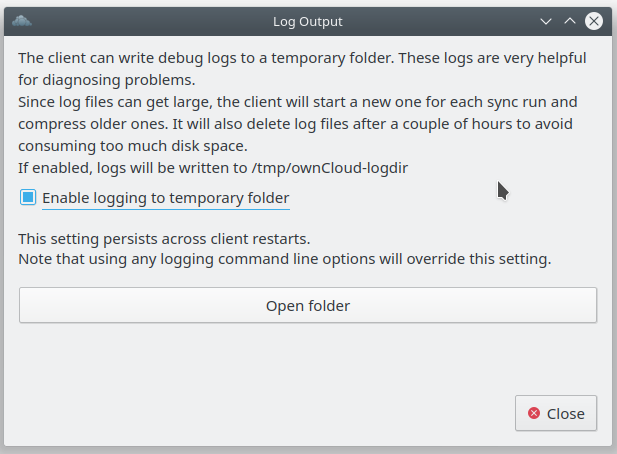 Log Output
The client can write debug logs to a temporary folder. These logs are very helpful
for diagnosing problems.
Since log files can get large, the client will start a new one for each sync run and
compress older ones. It will also delete log files after a couple of hours to avoid
consuming too much disk space.
If enabled, logs will be written to /tmp/ownCloud-logdir
Enable logging to temporary folder
This setting persists across client restarts.
Note that using any logging command line options will override this setting.
Open folder
Close